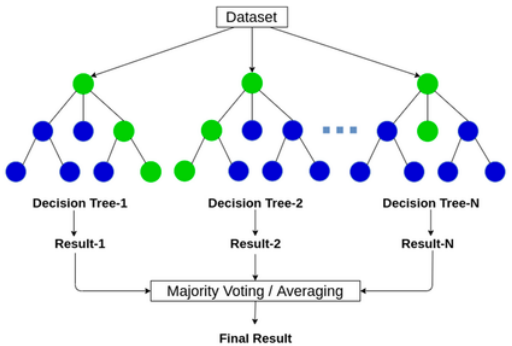 Dataset
Decision Tree-1
Decision Tree-2
Decision Tree-N
Result-1
Result-2
Result-N
Majority Voting / Averaging
Final Result